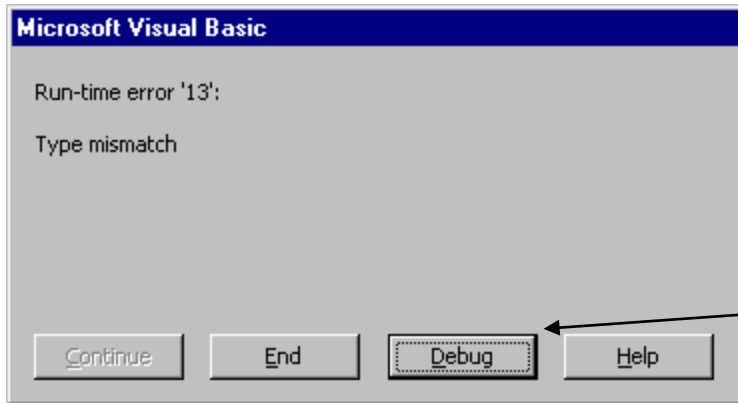 Microsoft Visual Basic
Run-time error '13':
Type mismatch
Continue End Debug Help